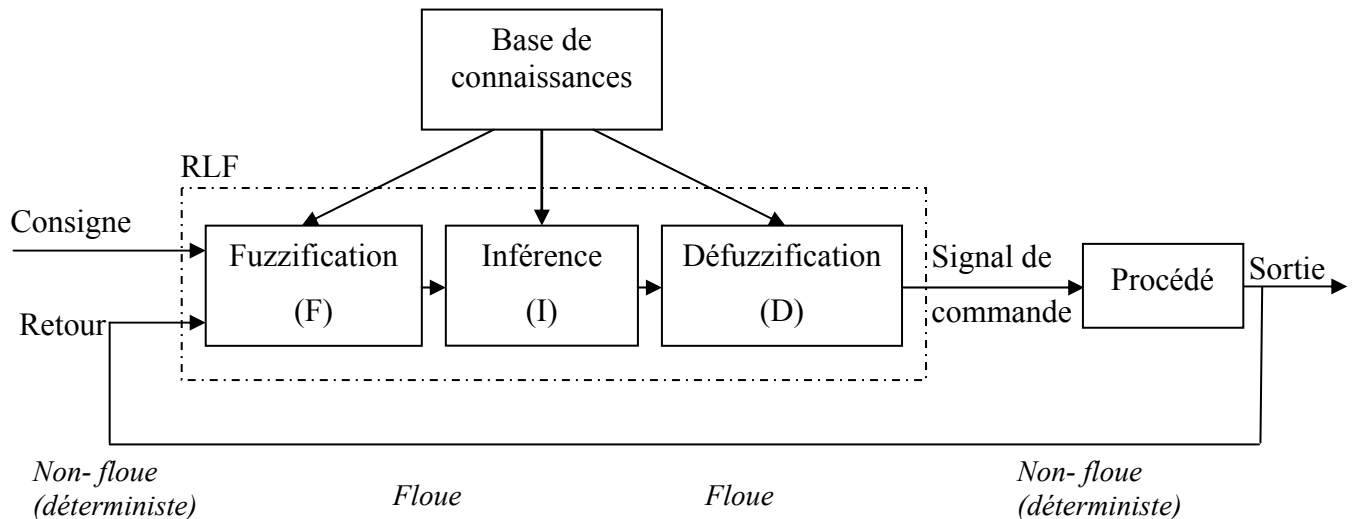 Base de
connaissances
RLF
Consigne
Fuzzification
(F)
Inférence
(I)
Défuzzification
(D)
Signal de
commande
Procédé
Sortie
Retour
Non- floue
(déterministe)
Floue
Floue
Non- floue
(déterministe)